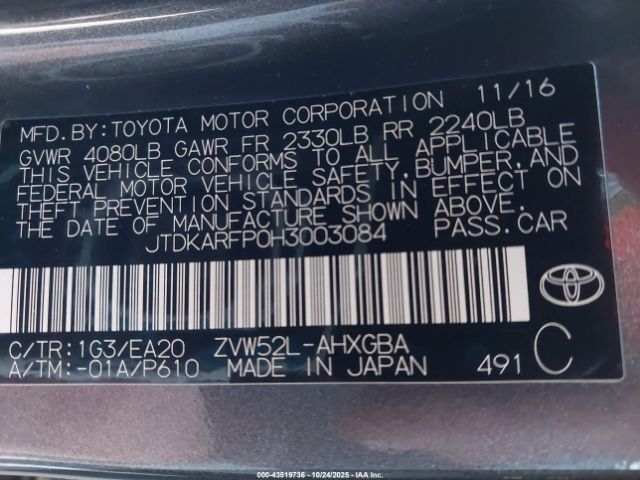 MFD.BY:TOYOTA MOTOR CORPORATION 11/16
GVWR 4080LB GAWR FR 2330LB RR 2240LB
THIS VEHICLE CONFORMS TO ALL APPLICABLE
FEDERAL MOTOR VEHICLE SAFETY,BUMPER,AND
THEFT PREVENTION STANDARDS IN EFFECT ON
THE DATE OF MANUFACTURE SHOWN ABOVE.
JTDKARFP0H3003084 PASS.CAR
C/TR:1G3/EA20 ZVW52L-AHXGBA C
A/TM:-01A/P610 MADE IN JAPAN 491
TOYOTA
00-43519736 - 10/24/2025 - IAA Inc.